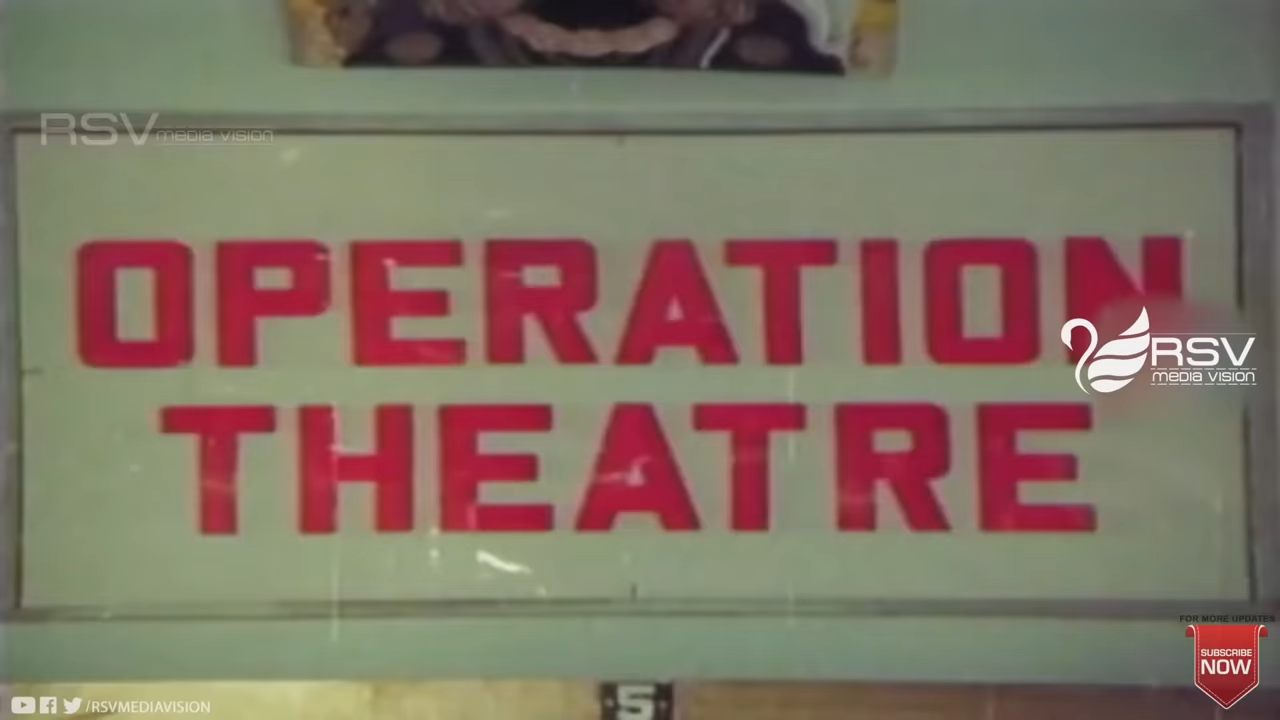 RSV media vision
OPERATION
THEATRE
RSV
MEDIA VISION
FOR MORE UPDATES
SUBSCRIBE
NOW
5
/RSVMEDIAVISION